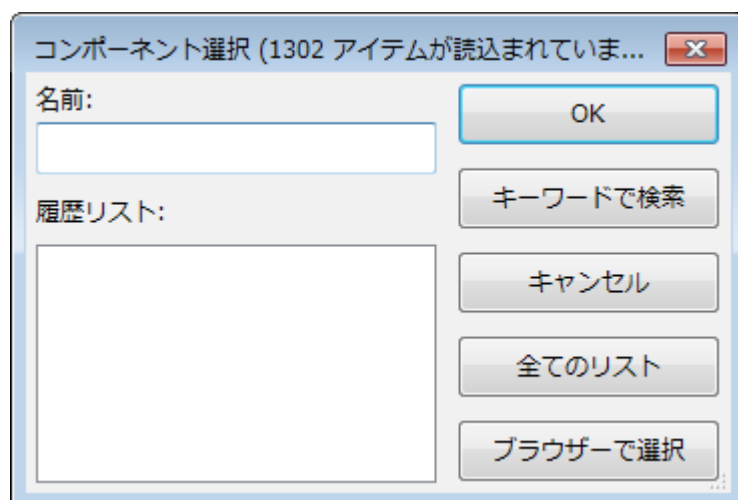 コンポーネント選択 (1302 アイテムが読込まれていま...
名前:
OK
キーワードで検索
履歴リスト:
キャンセル
全てのリスト
ブラウザーで選択